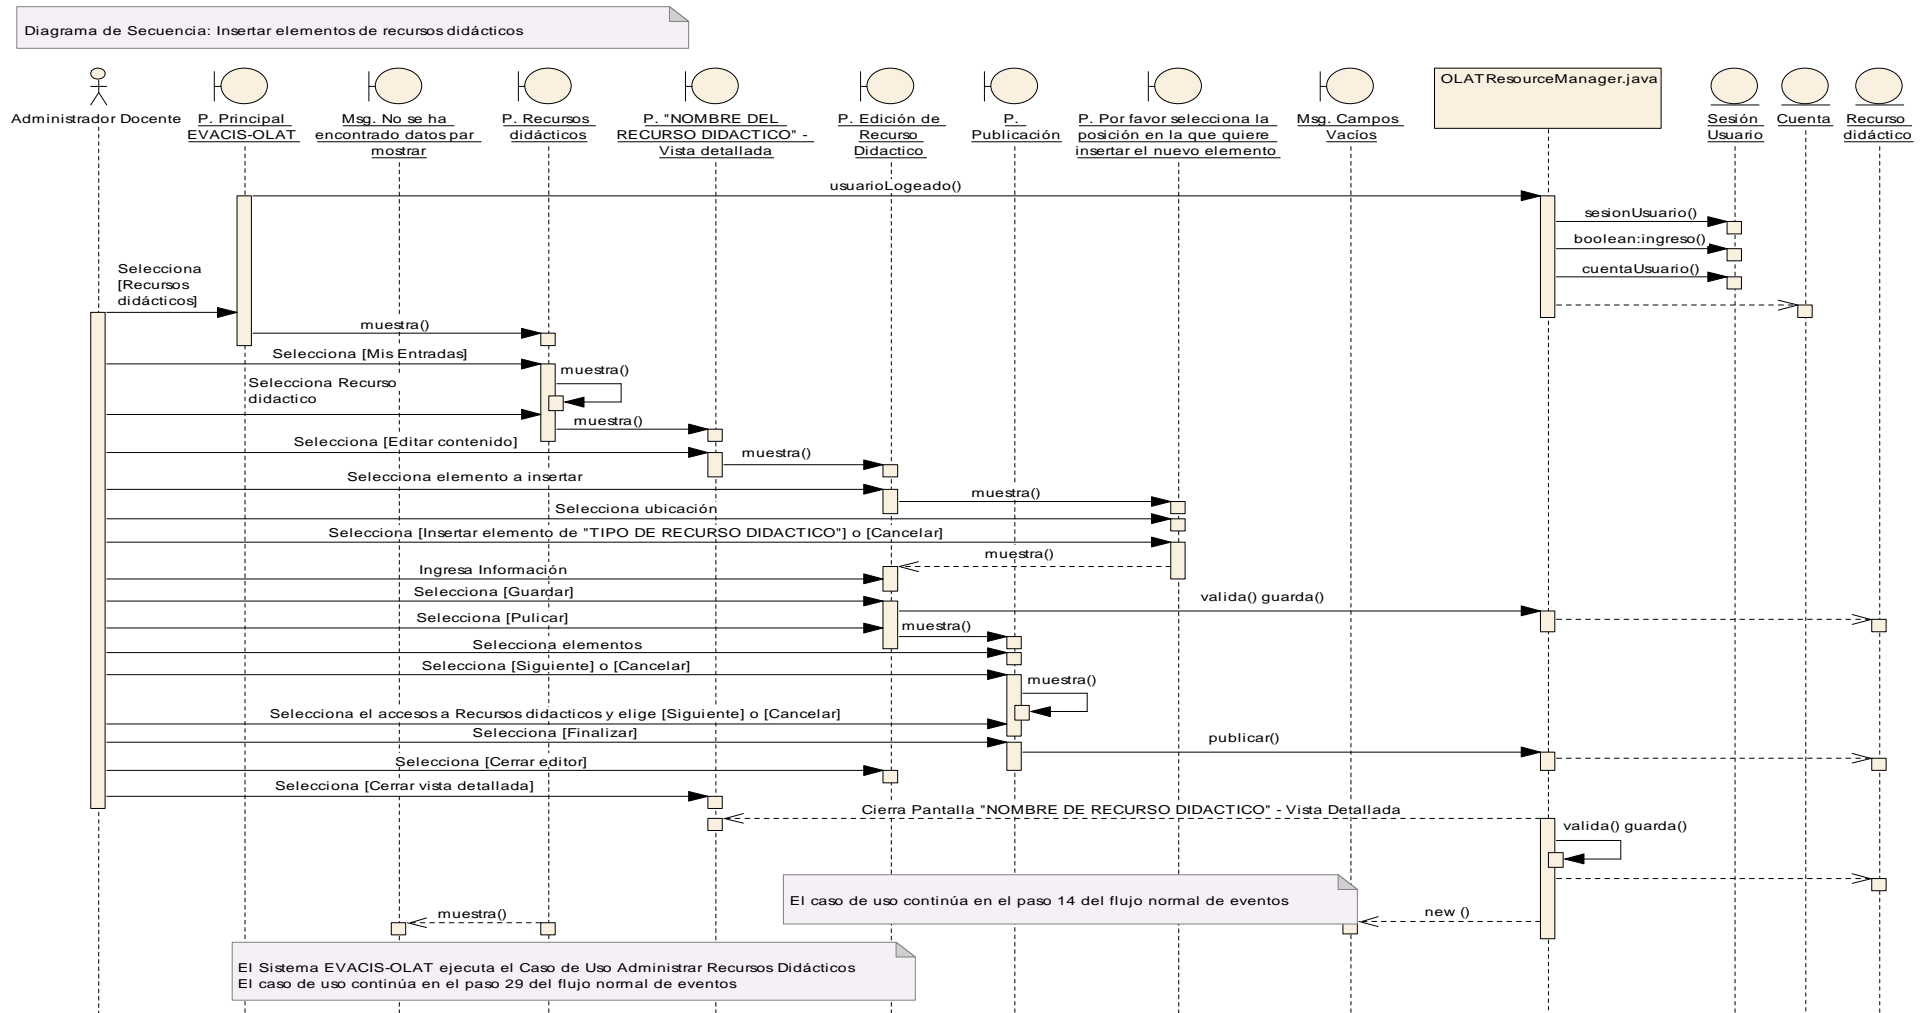 Diagrama de Secuencia: Insertar elementos de recursos didácticos
Administrador Docente
P. Principal
EVACIS-OLAT
Msg. No se ha
encontrado datos par
mostrar
P. Recursos
didácticos
P. "NOMBRE DEL
RECURSO DIDACTICO" -
Vista detallada
P. Edición de
Recurso
Didactico
P.
Publicación
P. Por favor selecciona la
posición en la que quiere
insertar el nuevo elemento
Msg. Campos
Vacíos
OLATResourceManager.java
Sesión
Usuario
Cuenta
Recurso
didáctico
usuarioLogeado()
sesionUsuario()
boolean:ingreso()
cuentaUsuario()
Selecciona
[Recursos
didácticos]
muestra()
Selecciona [Mis Entradas]
muestra()
Selecciona Recurso
didactico
muestra()
Selecciona [Editar contenido]
muestra()
Selecciona elemento a insertar
muestra()
Selecciona ubicación
Selecciona [Insertar elemento de "TIPO DE RECURSO DIDACTICO"] o [Cancelar]
muestra()
Ingresa Información
Selecciona [Guardar]
valida() guarda()
Selecciona [Pulicar]
muestra()
Selecciona elementos
Selecciona [Siguiente] o [Cancelar]
muestra()
Selecciona el accesos a Recursos didacticos y elige [Siguiente] o [Cancelar]
Selecciona [Finalizar]
publicar()
Selecciona [Cerrar editor]
Selecciona [Cerrar vista detallada]
Cierra Pantalla "NOMBRE DE RECURSO DIDACTICO" - Vista Detallada
valida() guarda()
El caso de uso continúa en el paso 14 del flujo normal de eventos
new ()
muestra()
El Sistema EVACIS-OLAT ejecuta el Caso de Uso Administrar Recursos Didácticos
El caso de uso continúa en el paso 29 del flujo normal de eventos